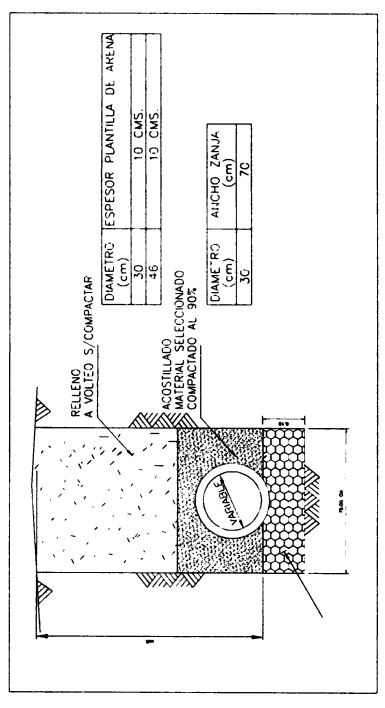 RELLENO
A VOLTEO S/COMPACTAR
ACOSTILLADO
MATERIAL SELECCIONADO
COMPACTADO AL 90%
VARIABLE
DIAMETRO (cm) ESPESOR PLANTILLA DE ARENA
30 10 CMS.
46 10 CMS.
DIAMETRO (cm) ANCHO ZANJA (cm)
30 70